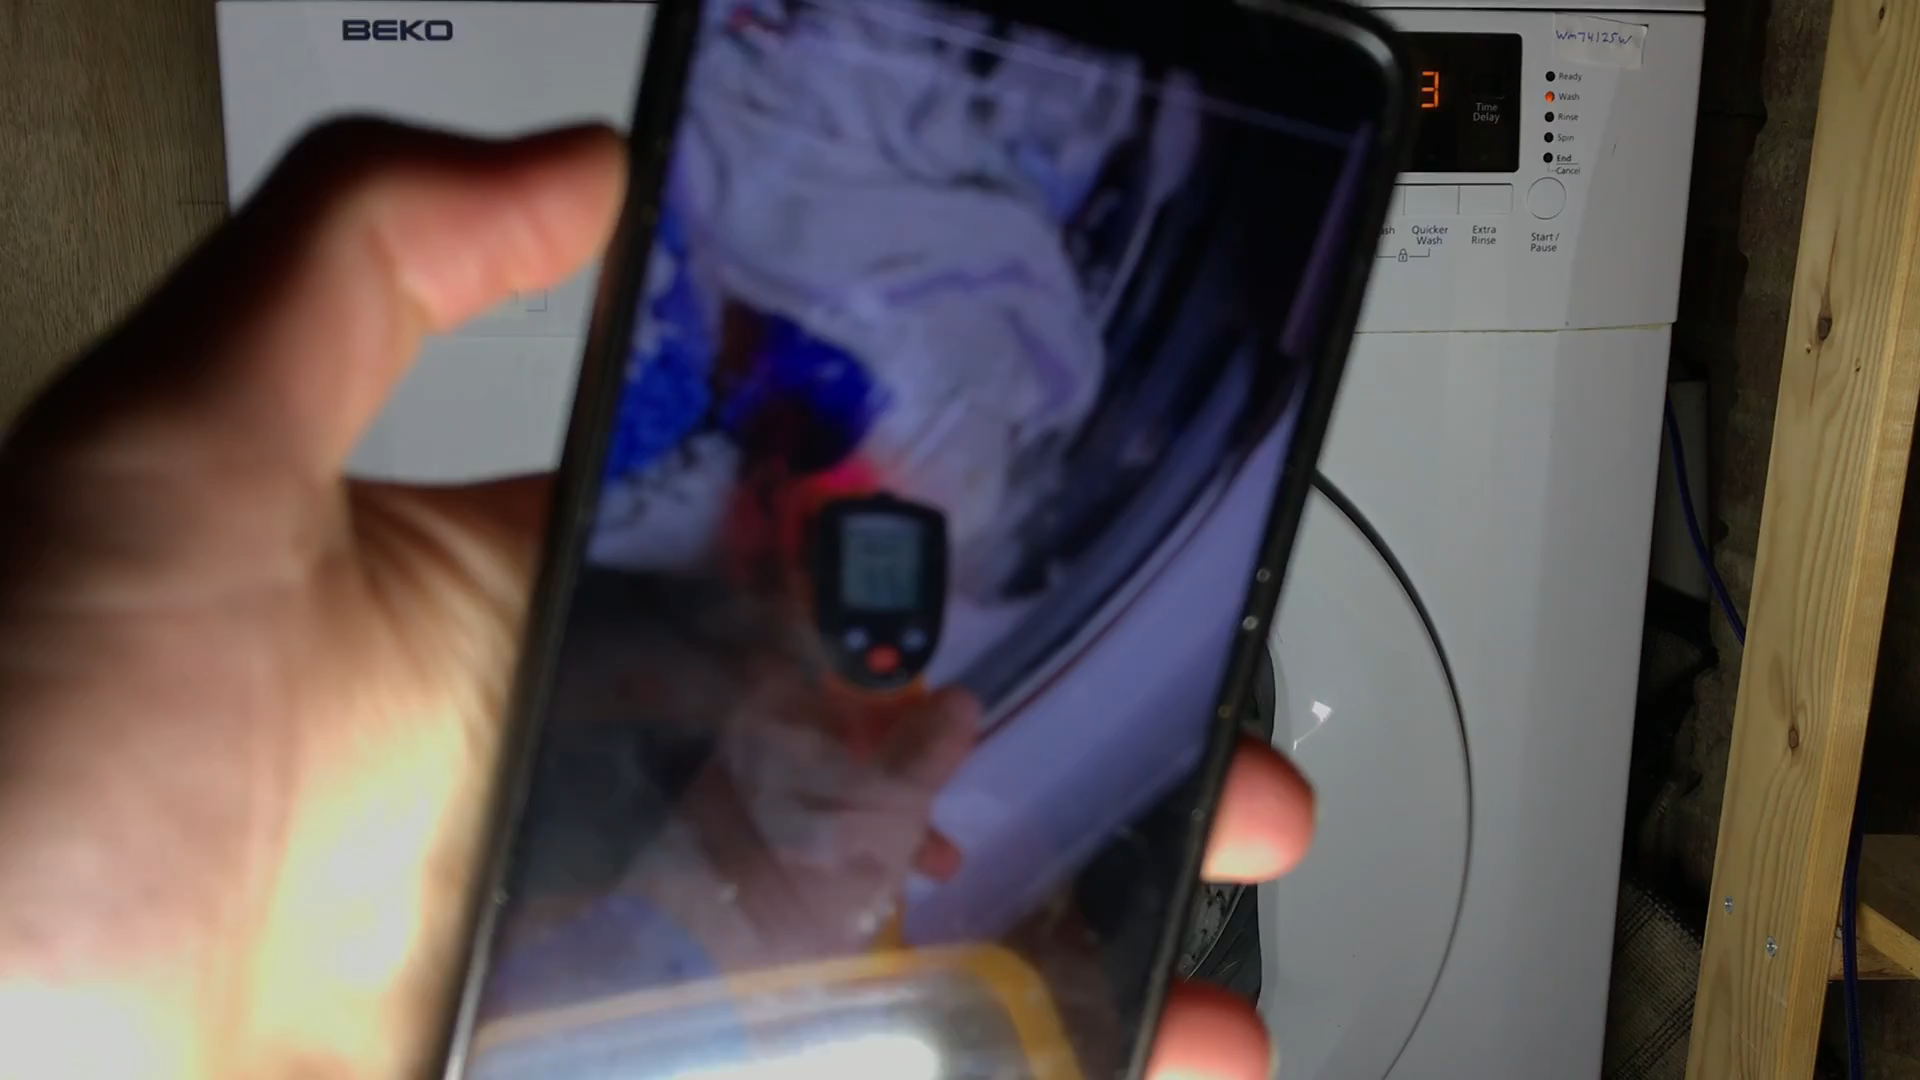 BEKO
WM74125W
3
Time
Delay
Ready
Wash
Rinse
Spin
End
Cancel
Quicker
Wash
Extra
Rinse
Start /
Pause